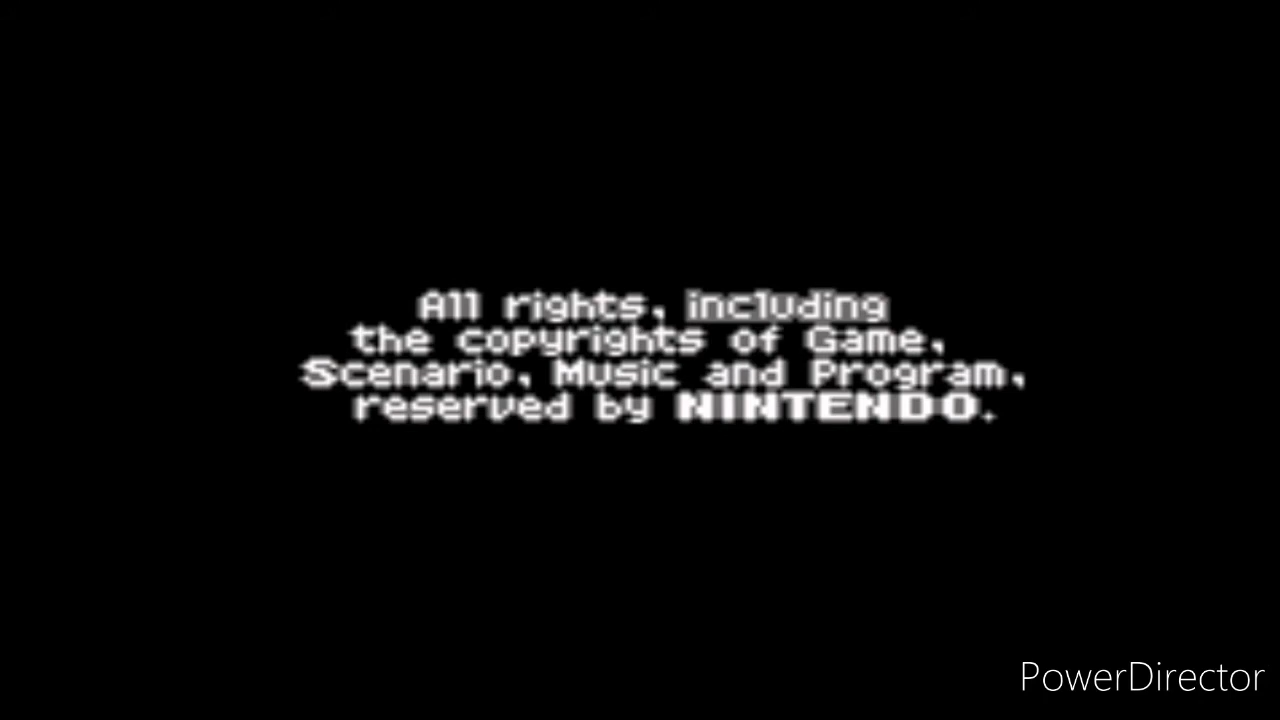 All rights, including
the copyrights of Game,
Scenario, Music and Program,
reserved by NINTENDO.
PowerDirector